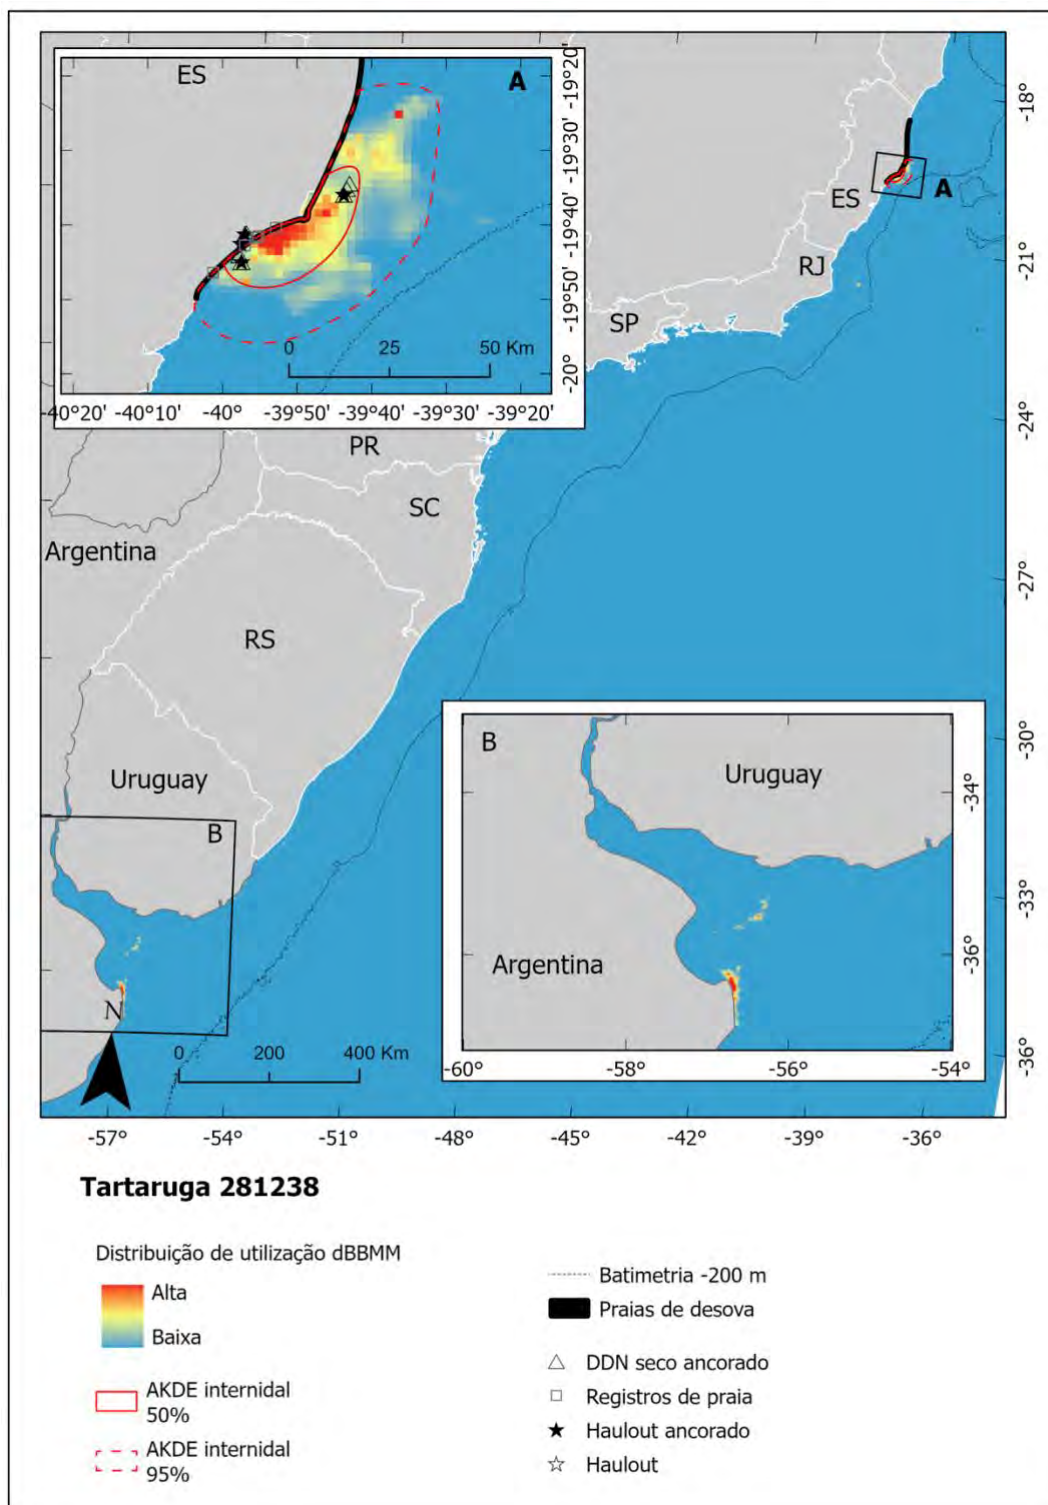 ES
A
-19°20'
-19°30'
-19°40'
-19°50'
-20°
0 25 50 Km
-40°20' -40°10' -40° -39°50' -39°40' -39°30' -39°20'
-18°
ES
A
RJ
-21°
SP
-24°
PR
SC
Argentina
-27°
RS
-30°
Uruguay
B
N
0 200 400 Km
B
Uruguay
-34°
Argentina
-36°
-60° -58° -56° -54°
-33°
-36°
-57° -54° -51° -48° -45° -42° -39° -36°
Tartaruga 281238
Distribuição de utilização dBBMM
Alta
Baixa
AKDE internidal
50%
AKDE internidal
95%
Batimetria -200 m
Praias de desova
DDN seco ancorado
Registros de praia
Haulout ancorado
Haulout